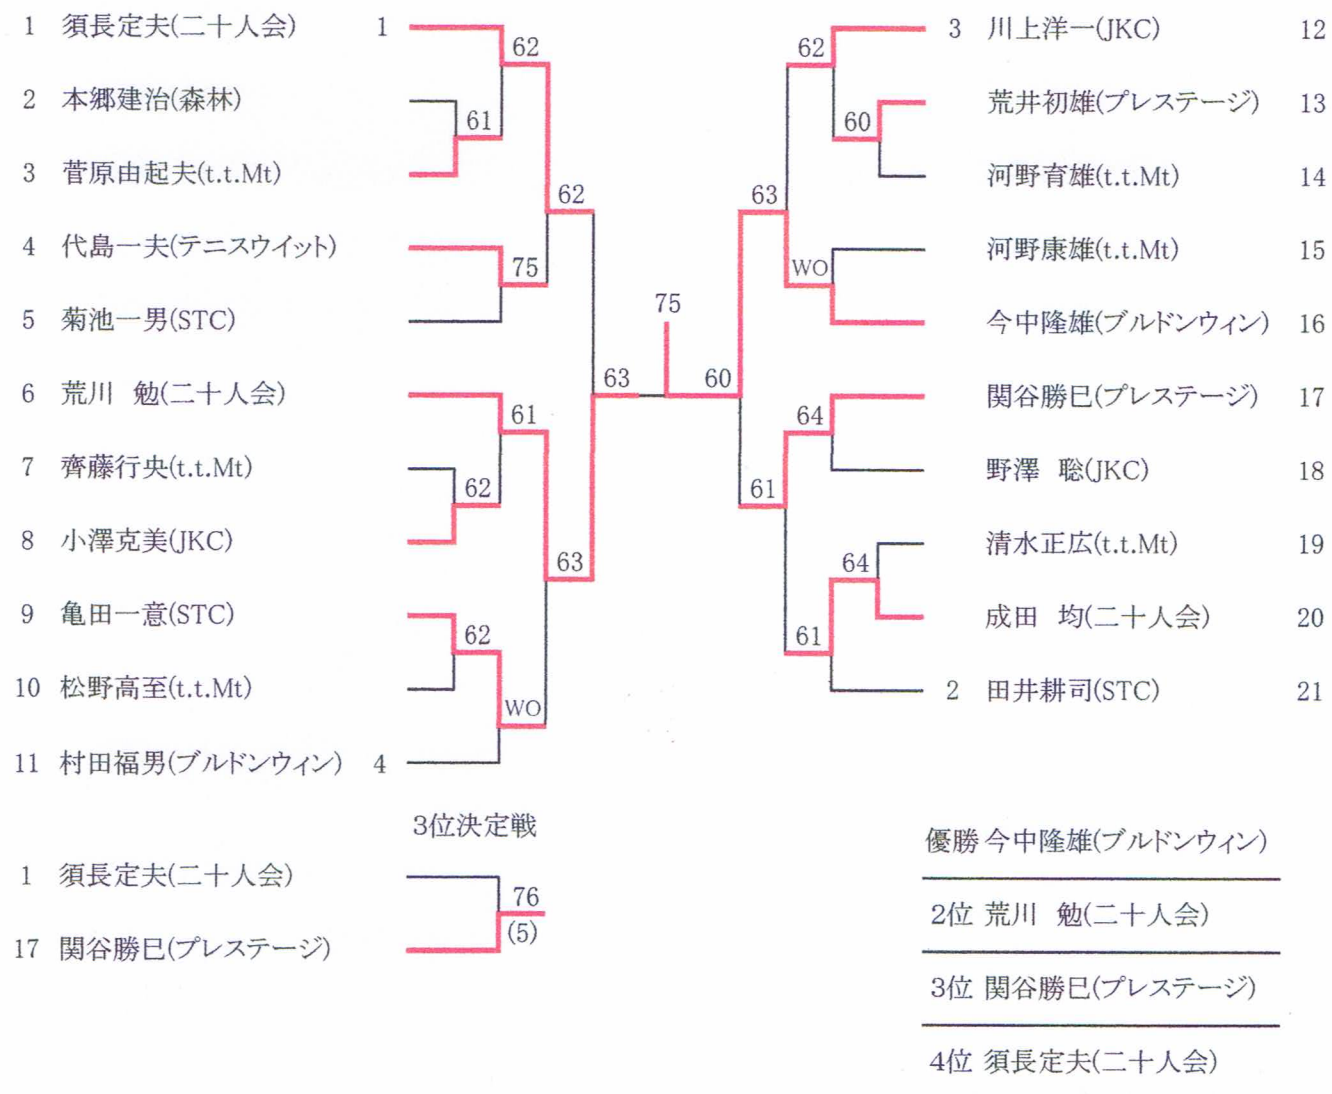 1 須長定夫(二十人会) 1
2 本郷建治(森林)
3 菅原由起夫(t.t.Mt)
4 代島一夫(テニスウイット)
5 菊池一男(STC)
6 荒川 勉(二十人会)
7 齊藤行央(t.t.Mt)
8 小澤克美(JKC)
9 亀田一意(STC)
10 松野高至(t.t.Mt)
11 村田福男(ブルドンウィン) 4
62
61
75
61
62
62
WO
62
63
63
75
60
63
61
62
60
WO
64
64
61
3 川上洋一(JKC) 12
荒井初雄(プレステージ) 13
河野育雄(t.t.Mt) 14
河野康雄(t.t.Mt) 15
今中隆雄(ブルドンウィン) 16
関谷勝巳(プレステージ) 17
野澤 聡(JKC) 18
清水正広(t.t.Mt) 19
成田 均(二十人会) 20
2 田井耕司(STC) 21
3位決定戦
1 須長定夫(二十人会)
17 関谷勝巳(プレステージ)
76
(5)
優勝 今中隆雄(ブルドンウィン)
2位 荒川 勉(二十人会)
3位 関谷勝巳(プレステージ)
4位 須長定夫(二十人会)